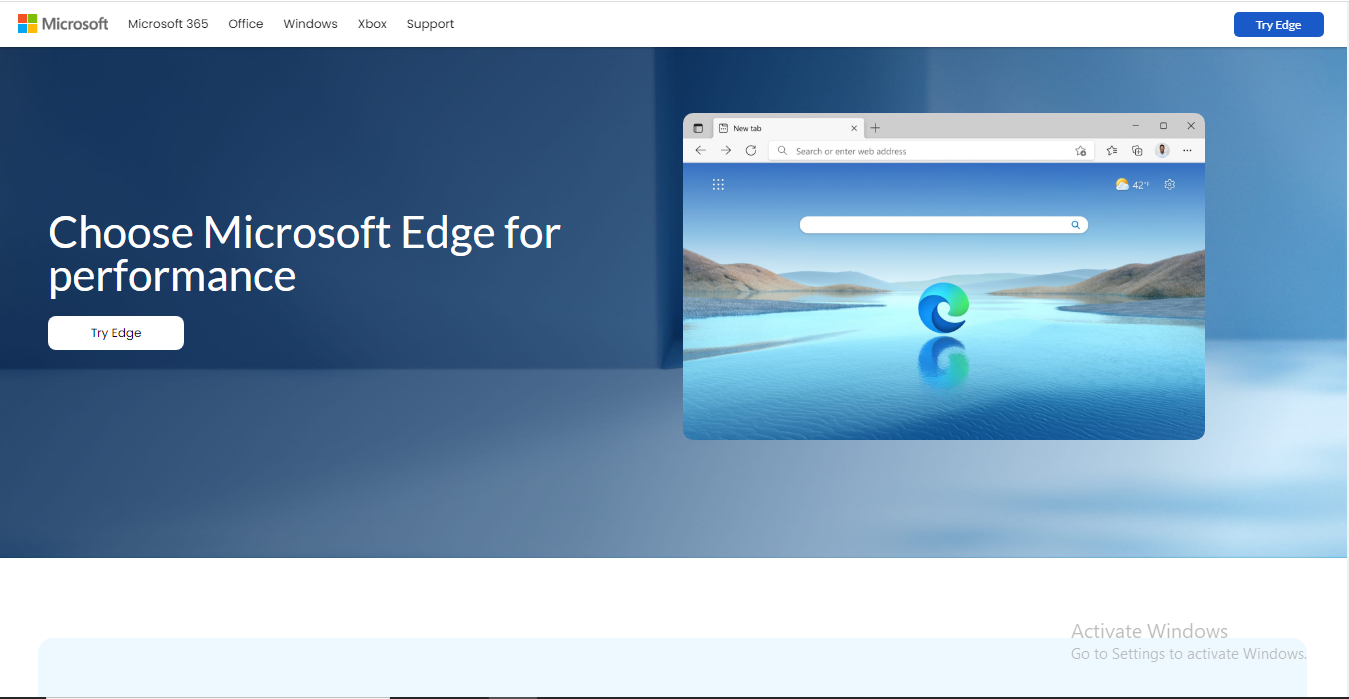 Microsoft Microsoft 365 Office Windows Xbox Support Try Edge
New tab
Search or enter web address
42°F
Choose Microsoft Edge for
performance
Try Edge
Activate Windows
Go to Settings to activate Windows.